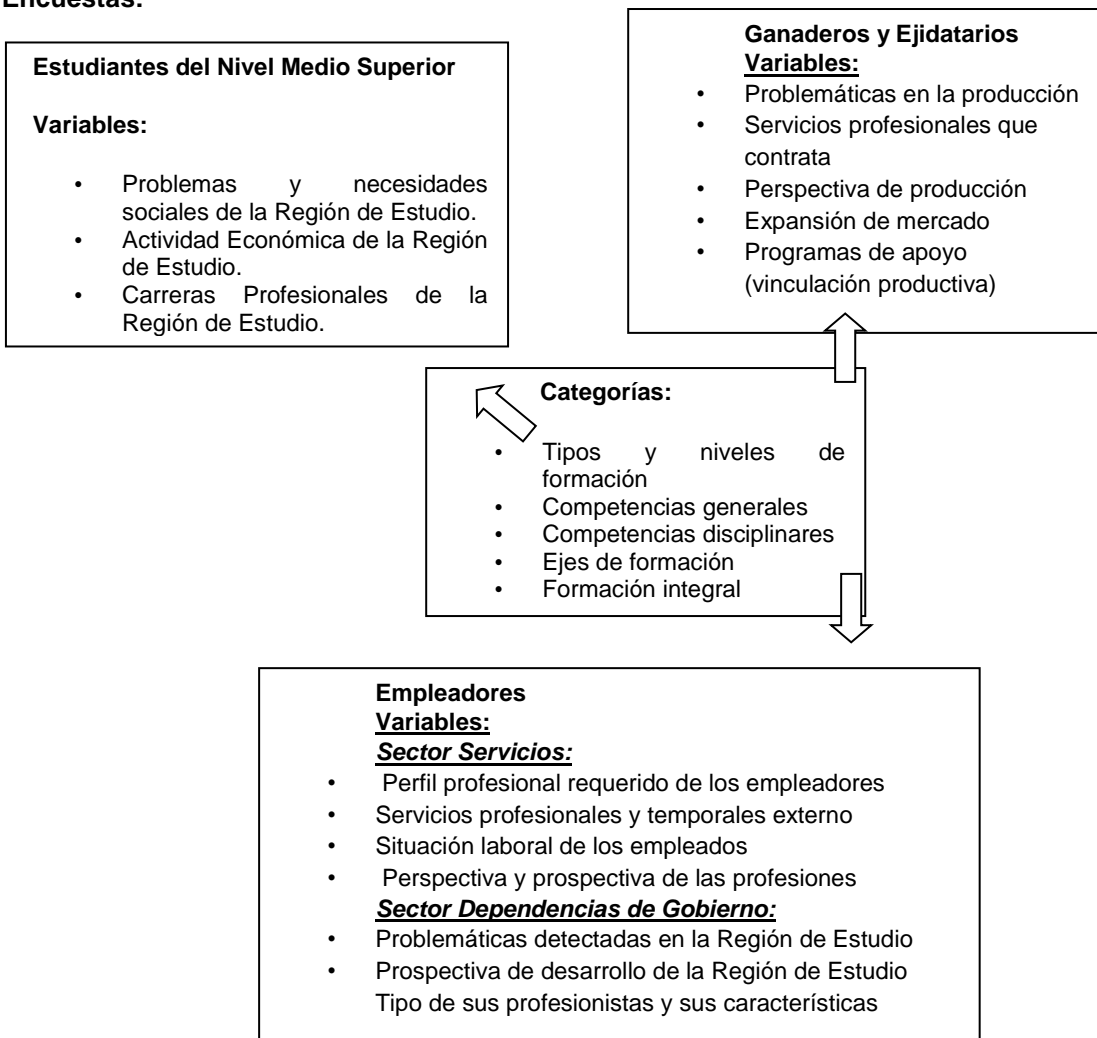 Encuestas:
Estudiantes del Nivel Medio Superior
Variables:
• Problemas y necesidades
sociales de la Región de Estudio.
• Actividad Económica de la Región
de Estudio.
• Carreras Profesionales de la
Región de Estudio.
Ganaderos y Ejidatarios
Variables:
• Problemáticas en la producción
• Servicios profesionales que
contrata
• Perspectiva de producción
• Expansión de mercado
• Programas de apoyo
(vinculación productiva)
Categorías:
• Tipos y niveles de
formación
• Competencias generales
• Competencias disciplinares
• Ejes de formación
• Formación integral
Empleadores
Variables:
Sector Servicios:
• Perfil profesional requerido de los empleadores
• Servicios profesionales y temporales externo
• Situación laboral de los empleados
• Perspectiva y prospectiva de las profesiones
Sector Dependencias de Gobierno:
• Problemáticas detectadas en la Región de Estudio
• Prospectiva de desarrollo de la Región de Estudio
Tipo de sus profesionistas y sus características